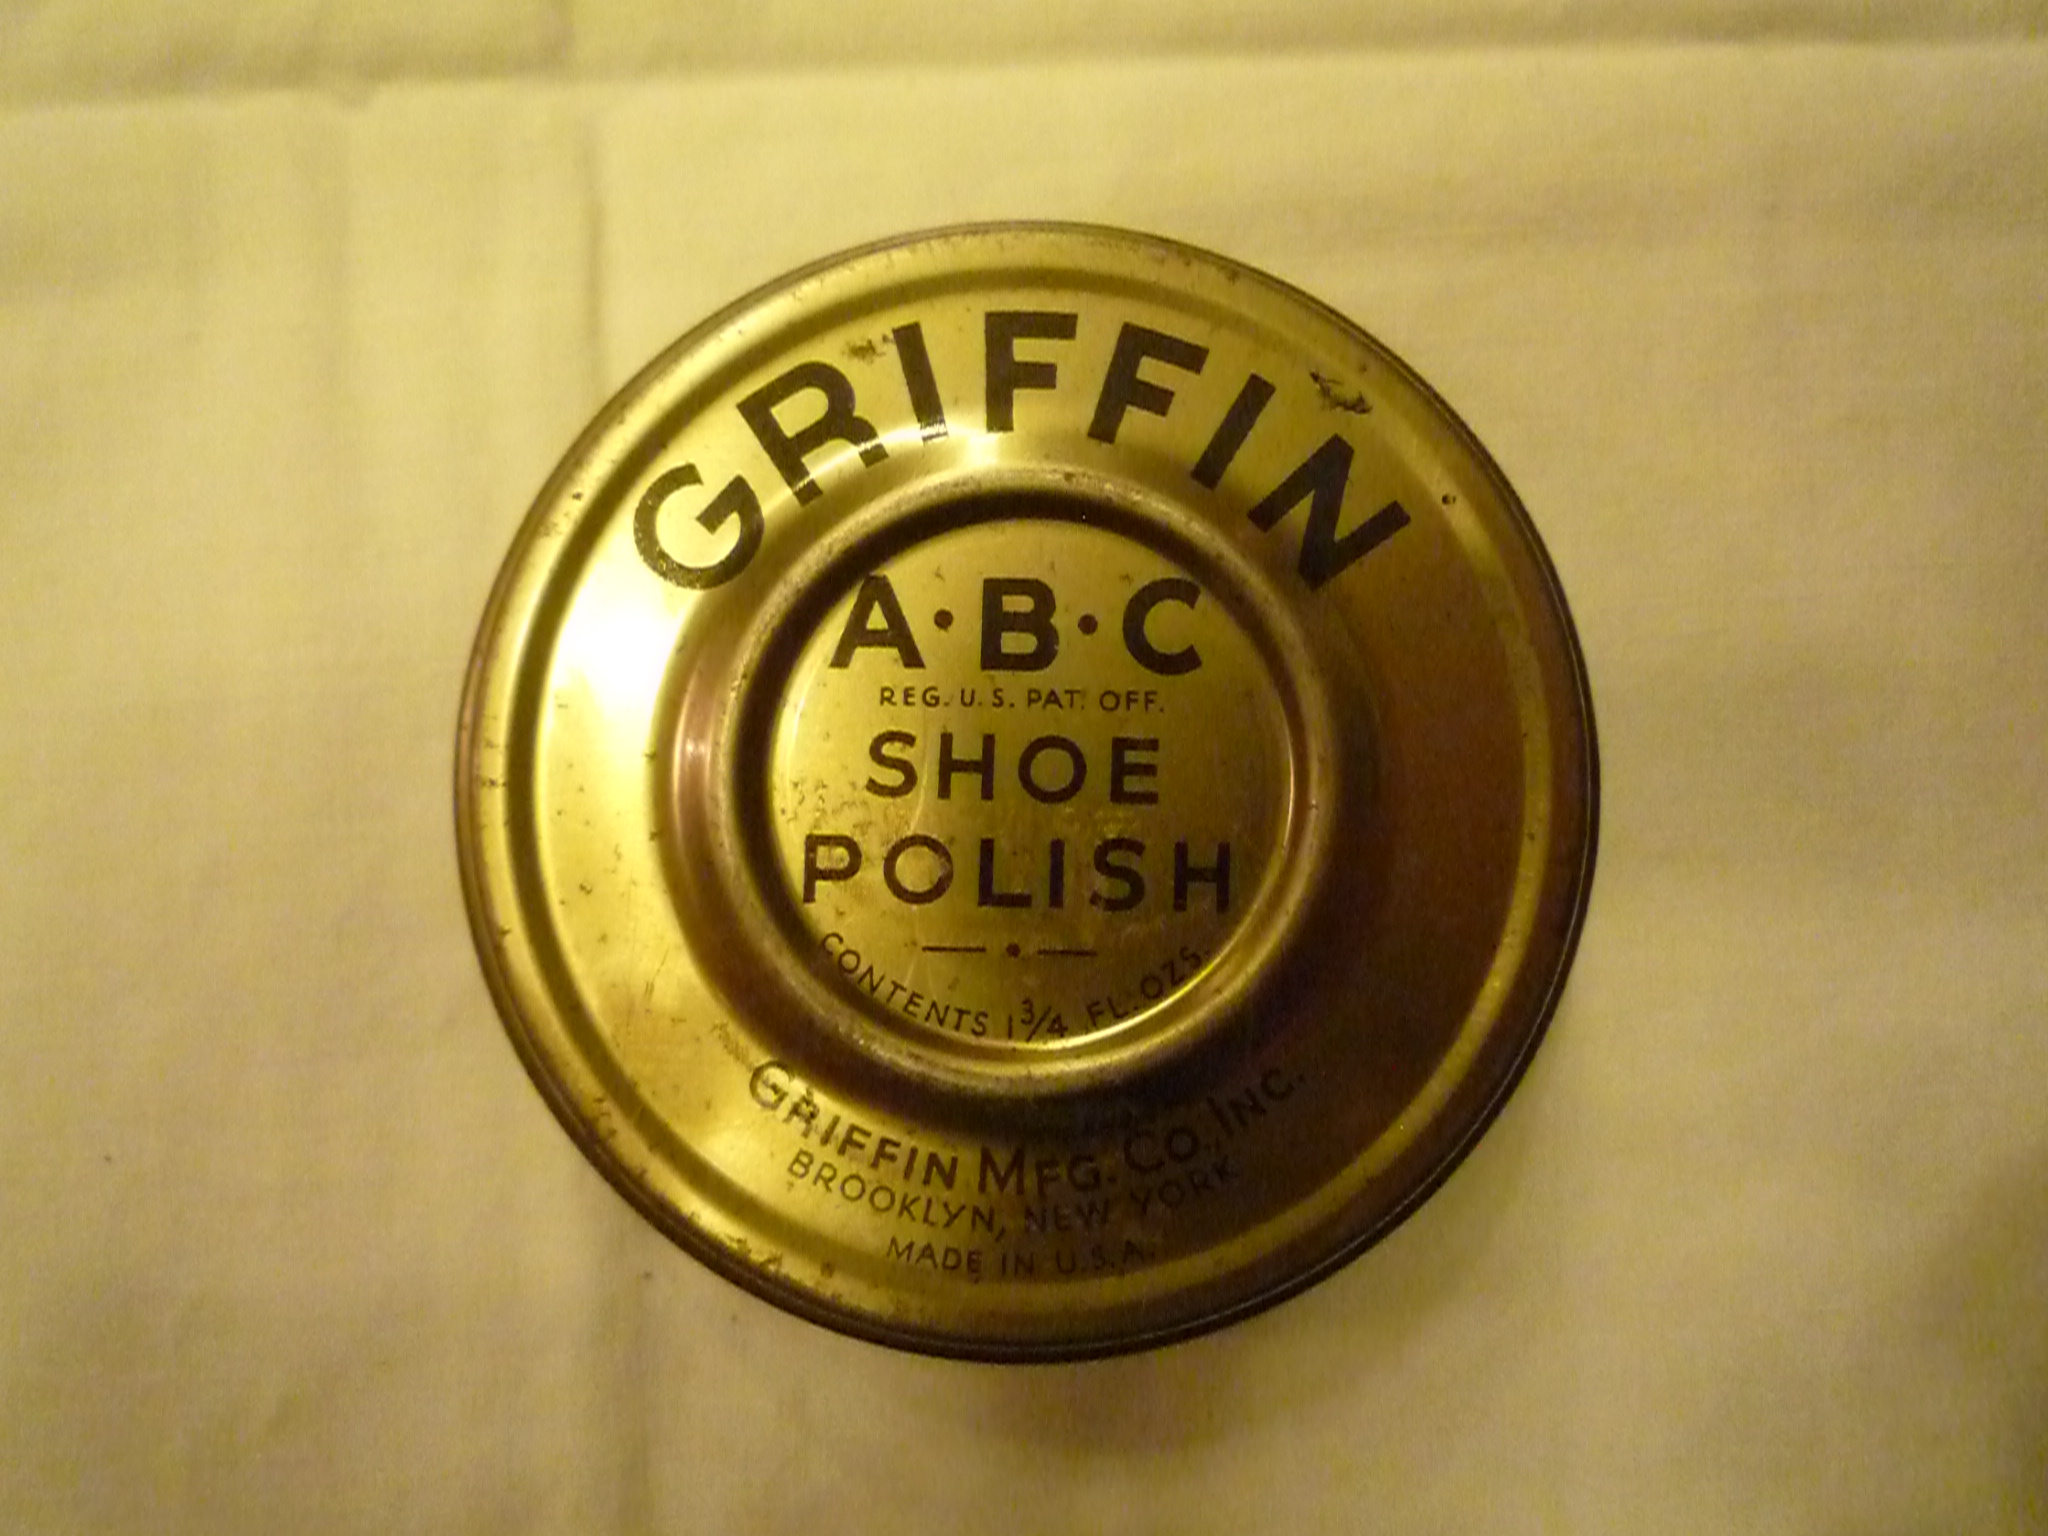 GRIFFIN
A·B·C
REG. U.S. PAT. OFF.
SHOE
POLISH
CONTENTS 1 3/4 FL. OZS.
GRIFFIN MFG. CO. INC.
BROOKLYN, NEW YORK
MADE IN U.S.A.